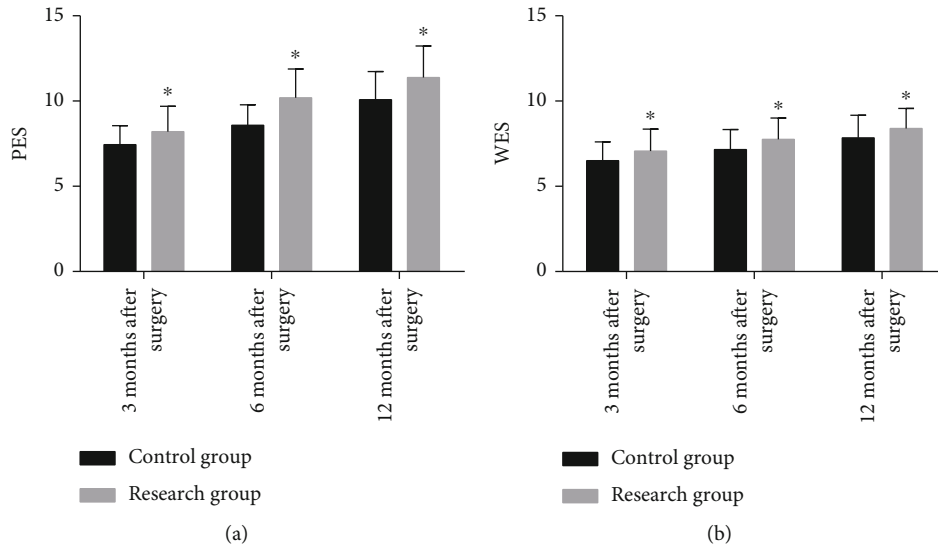 15
10
5
0
PES
*
*
*
3 months after
surgery
6 months after
surgery
12 months after
surgery
Control group
Research group
(a)
15
10
5
0
WES
*
*
*
3 months after
surgery
6 months after
surgery
12 months after
surgery
Control group
Research group
(b)